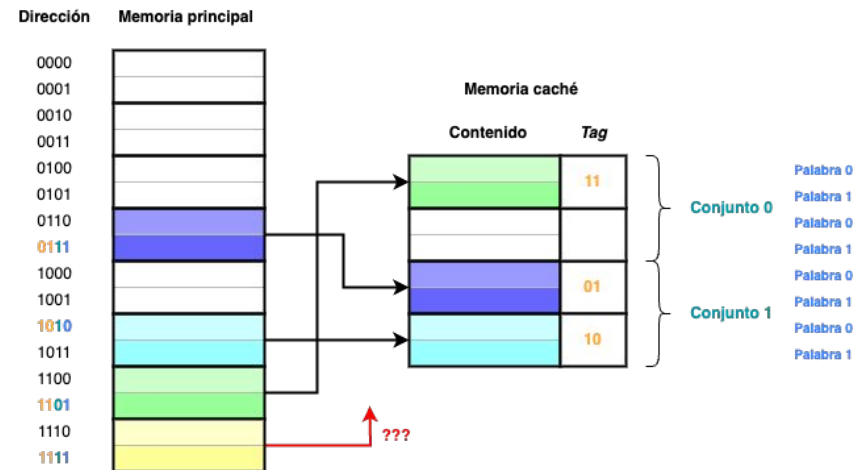 Dirección Memoria principal
0000
0001
Memoria caché
0010
0011
Contenido Tag
0100
11
Palabra 0
0101
Palabra 1
Conjunto 0
0110
Palabra 0
0111
Palabra 1
1000
01
Palabra 0
1001
Palabra 1
Conjunto 1
1010
10
Palabra 0
1011
Palabra 1
1100
1101
1110
???
1111